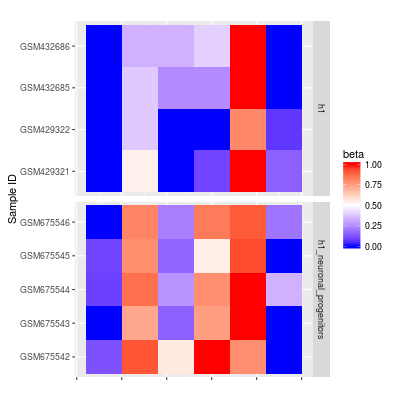 GSM432686
GSM432685
GSM429322
GSM429321
h1
GSM675546
GSM675545
GSM675544
GSM675543
GSM675542
h1_neuronal_progenitors
Sample ID
beta
1.00
0.75
0.50
0.25
0.00